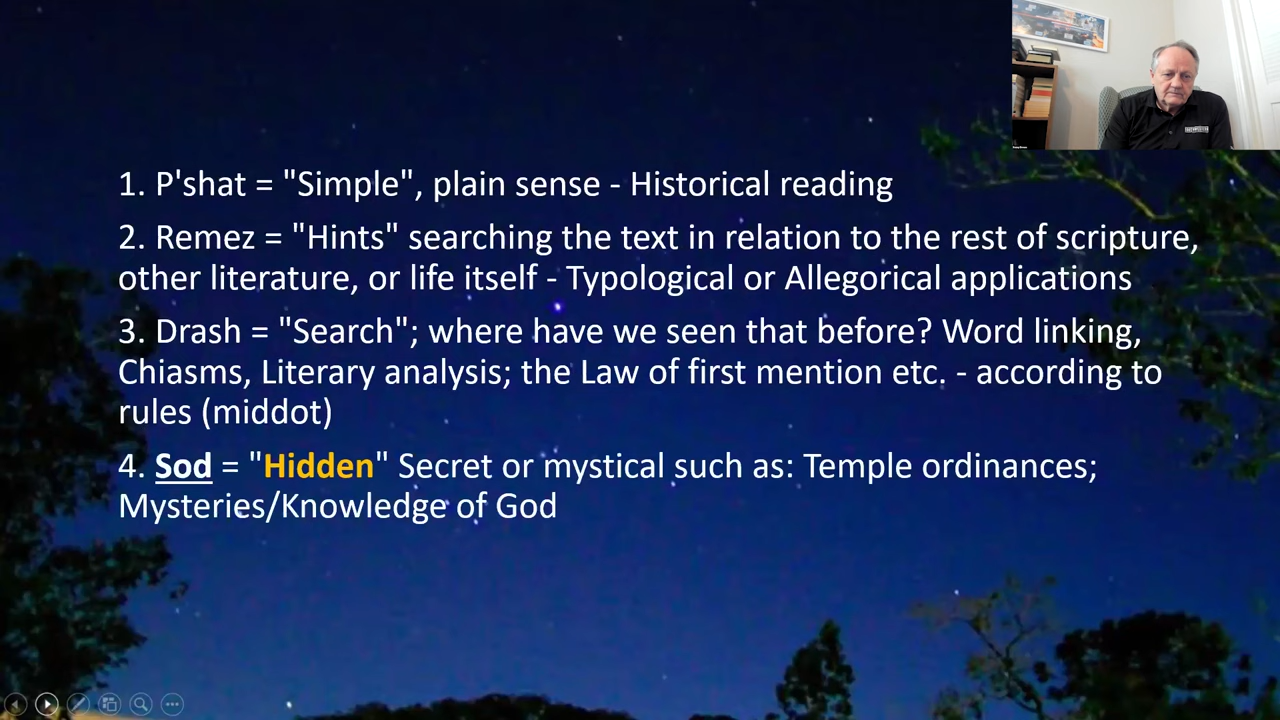 1. P'shat = "Simple", plain sense - Historical reading
2. Remez = "Hints" searching the text in relation to the rest of scripture,
other literature, or life itself - Typological or Allegorical applications
3. Drash = "Search"; where have we seen that before? Word linking,
Chiasms, Literary analysis; the Law of first mention etc. - according to
rules (middot)
4. Sod = "Hidden" Secret or mystical such as: Temple ordinances;
Mysteries/Knowledge of God